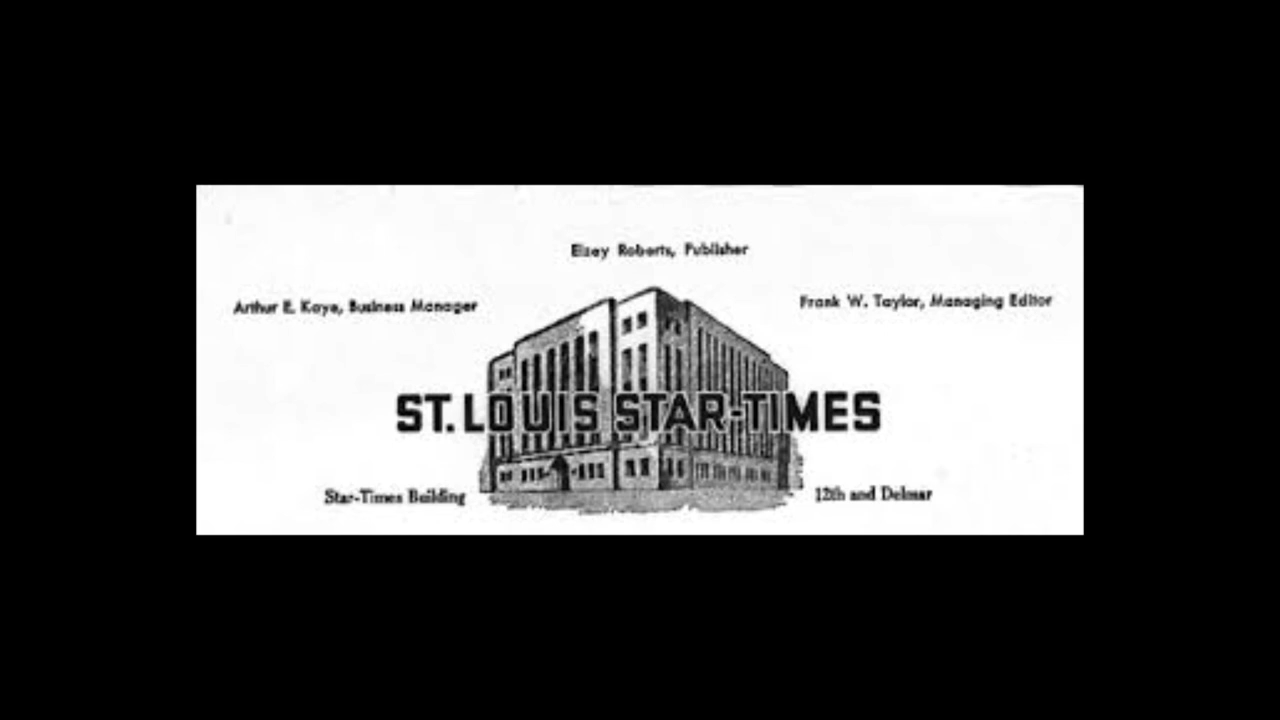 Elzey Roberts, Publisher
Arthur E. Kaye, Business Manager
Frank W. Taylor, Managing Editor
ST. LOUIS STAR-TIMES
Star-Times Building
12th and Delmar